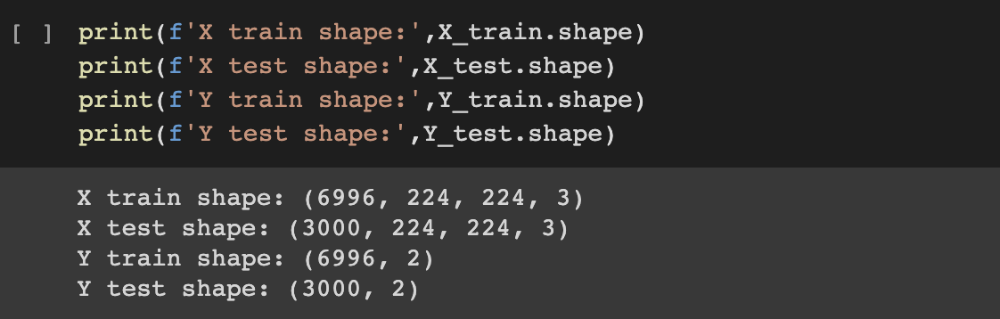 [ ] print(f'X train shape:',X_train.shape)
print(f'X test shape:',X_test.shape)
print(f'Y train shape:',Y_train.shape)
print(f'Y test shape:',Y_test.shape)
X train shape: (6996, 224, 224, 3)
X test shape: (3000, 224, 224, 3)
Y train shape: (6996, 2)
Y test shape: (3000, 2)